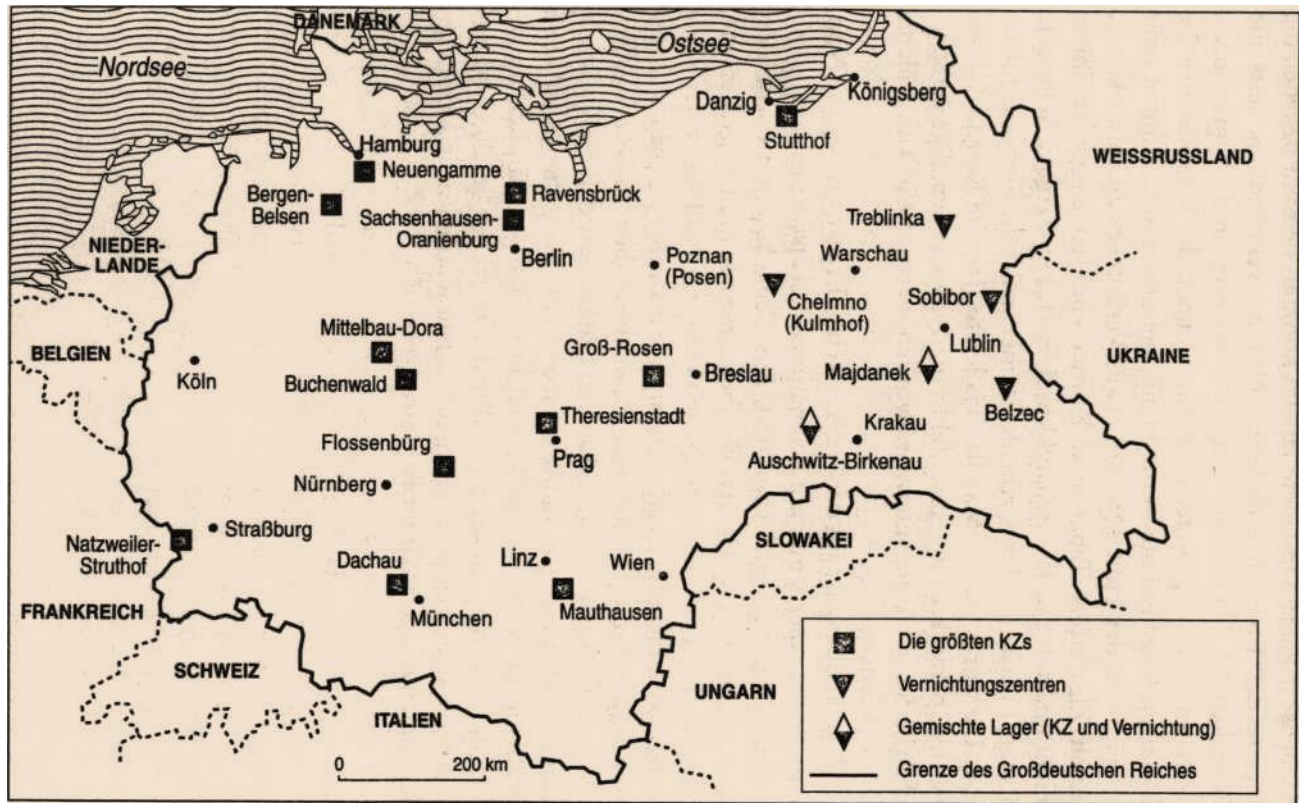 DÄNEMARK
Nordsee
Ostsee
Königsberg
Danzig
Stutthof
Hamburg
Neuengamme
WEISSRUSSLAND
Bergen-
Belsen
Ravensbrück
Sachsenhausen-
Oranienburg
Treblinka
NIEDER-
LANDE
Berlin
Poznan
(Posen)
Warschau
Chelmno
(Kulmhof)
Sobibor
Mittelbau-Dora
Lublin
BELGIEN
Groß-Rosen
UKRAINE
Köln
Buchenwald
Breslau
Majdanek
Belzec
Theresienstadt
Flossenbürg
Krakau
Prag
Auschwitz-Birkenau
Nürnberg
Straßburg
Natzweiler-
Struthof
SLOWAKEI
Dachau
Linz
Wien
FRANKREICH
München
Mauthausen
SCHWEIZ
UNGARN
ITALIEN
0 200 km
Die größten KZs
Vernichtungszentren
Gemischte Lager (KZ und Vernichtung)
Grenze des Großdeutschen Reiches